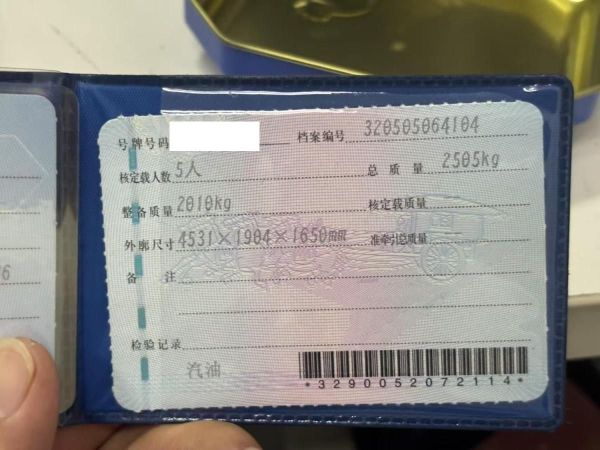 号牌号码 档案编号 320505064104
核定载人数 5人 总质量 2505kg
整备质量 2010kg 核定载质量
外廓尺寸 4531×1904×1650mm 准牵引总质量
备注
检验记录
汽油
*3290052072114*
6